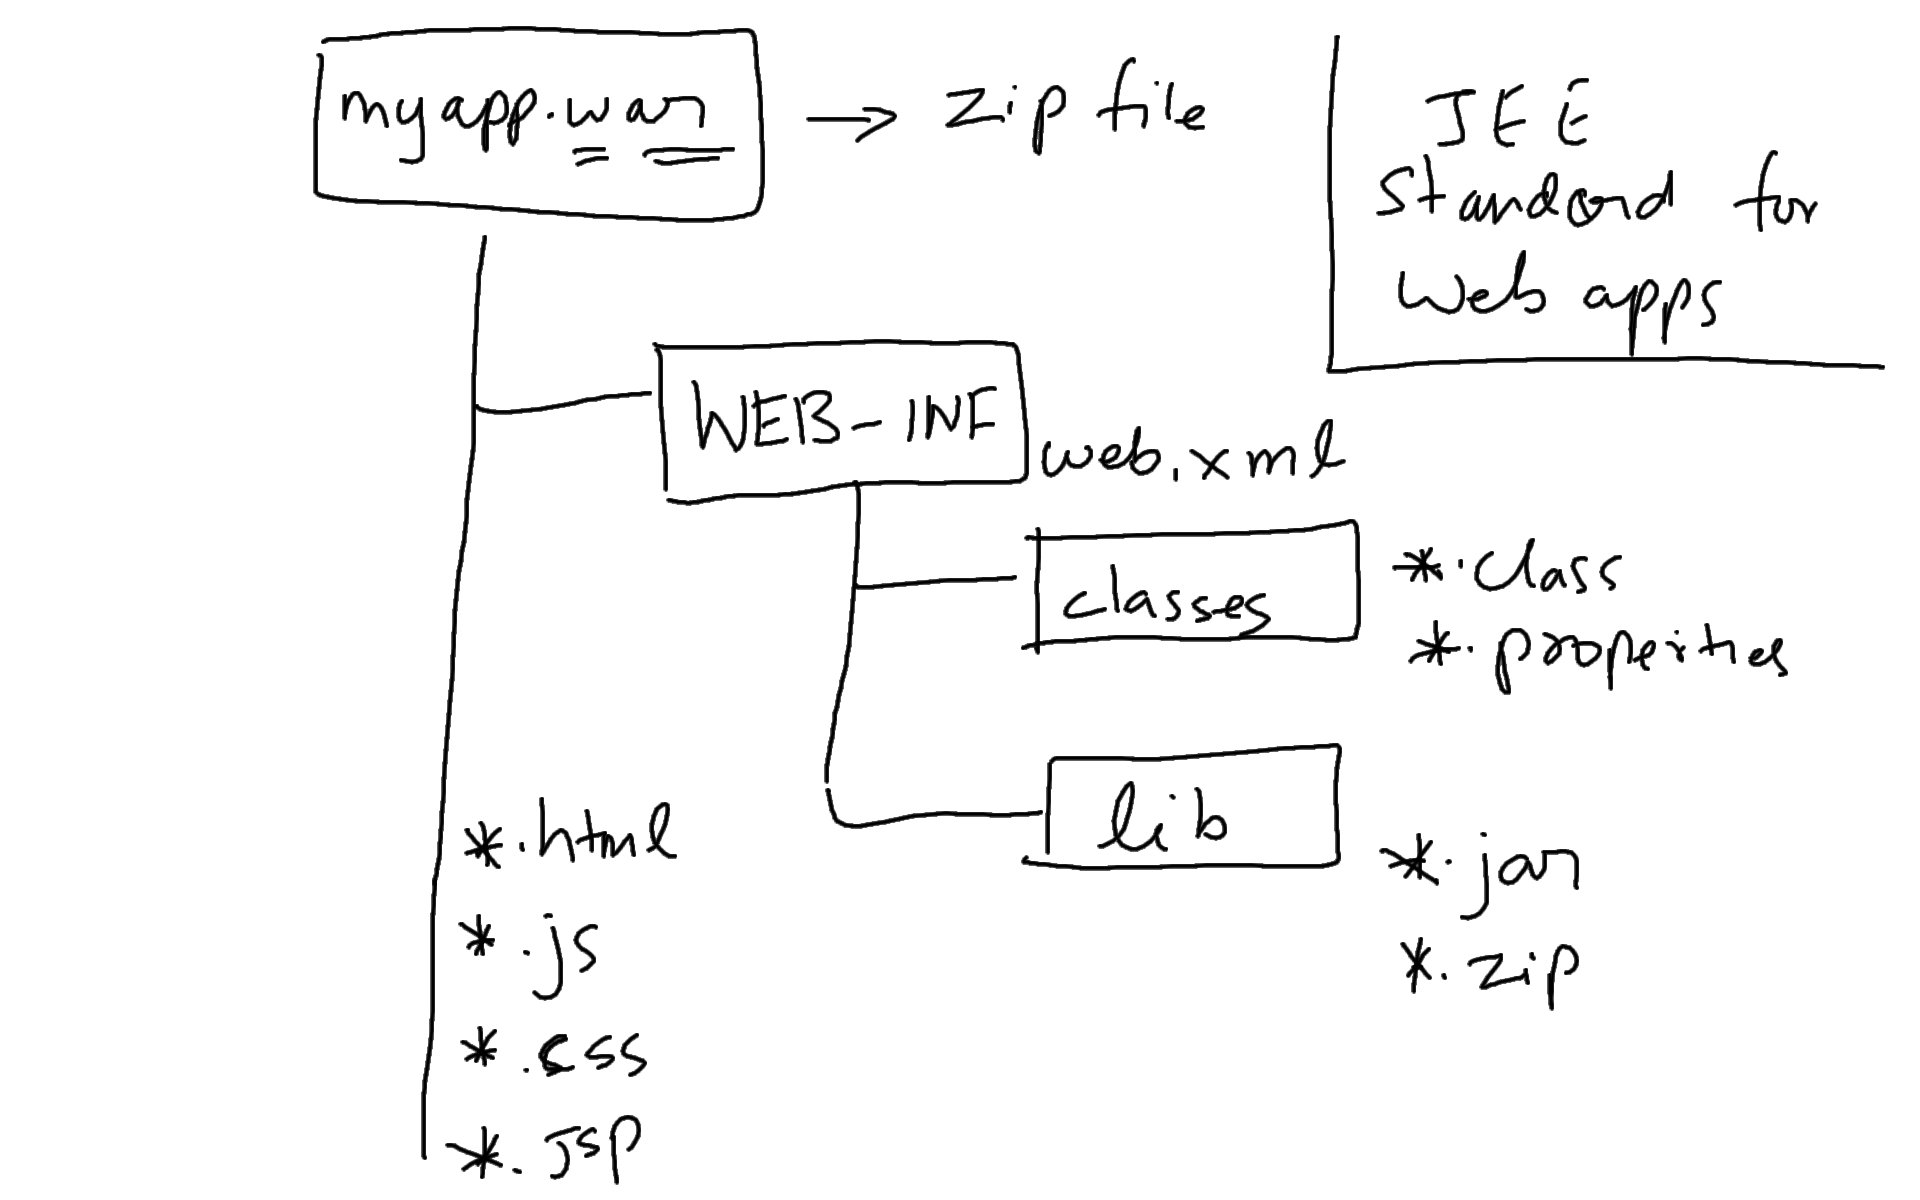 myapp.war → zip file
JEE
Standard for
Web apps
WEB-INF
web.xml
classes
*.class
*.properties
lib
*.jar
*.zip
*.html
*.js
*.css
*.jsp